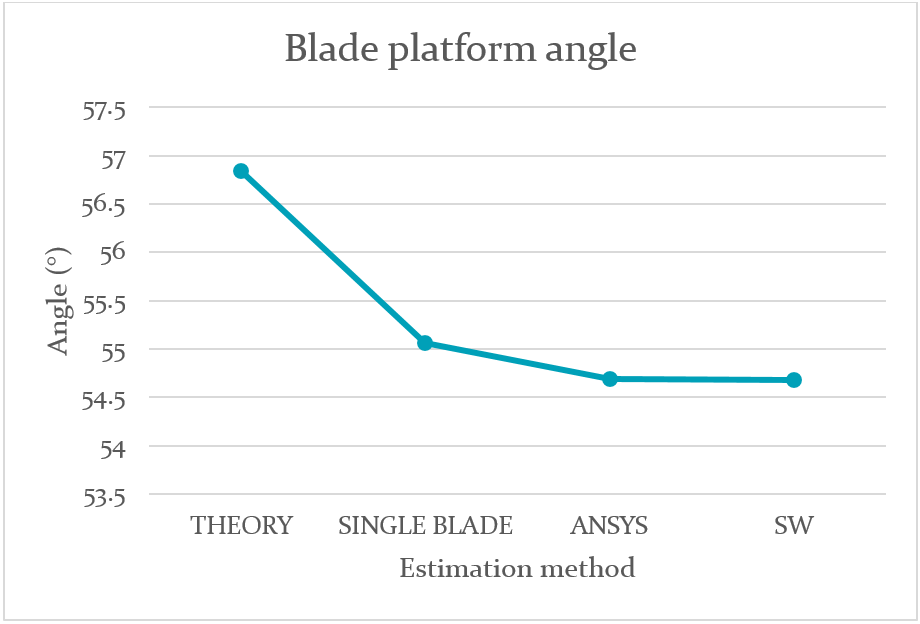 Blade platform angle
57.5
57
56.5
56
55.5
55
54.5
54
53.5
Angle (°)
THEORY SINGLE BLADE ANSYS SW
Estimation method